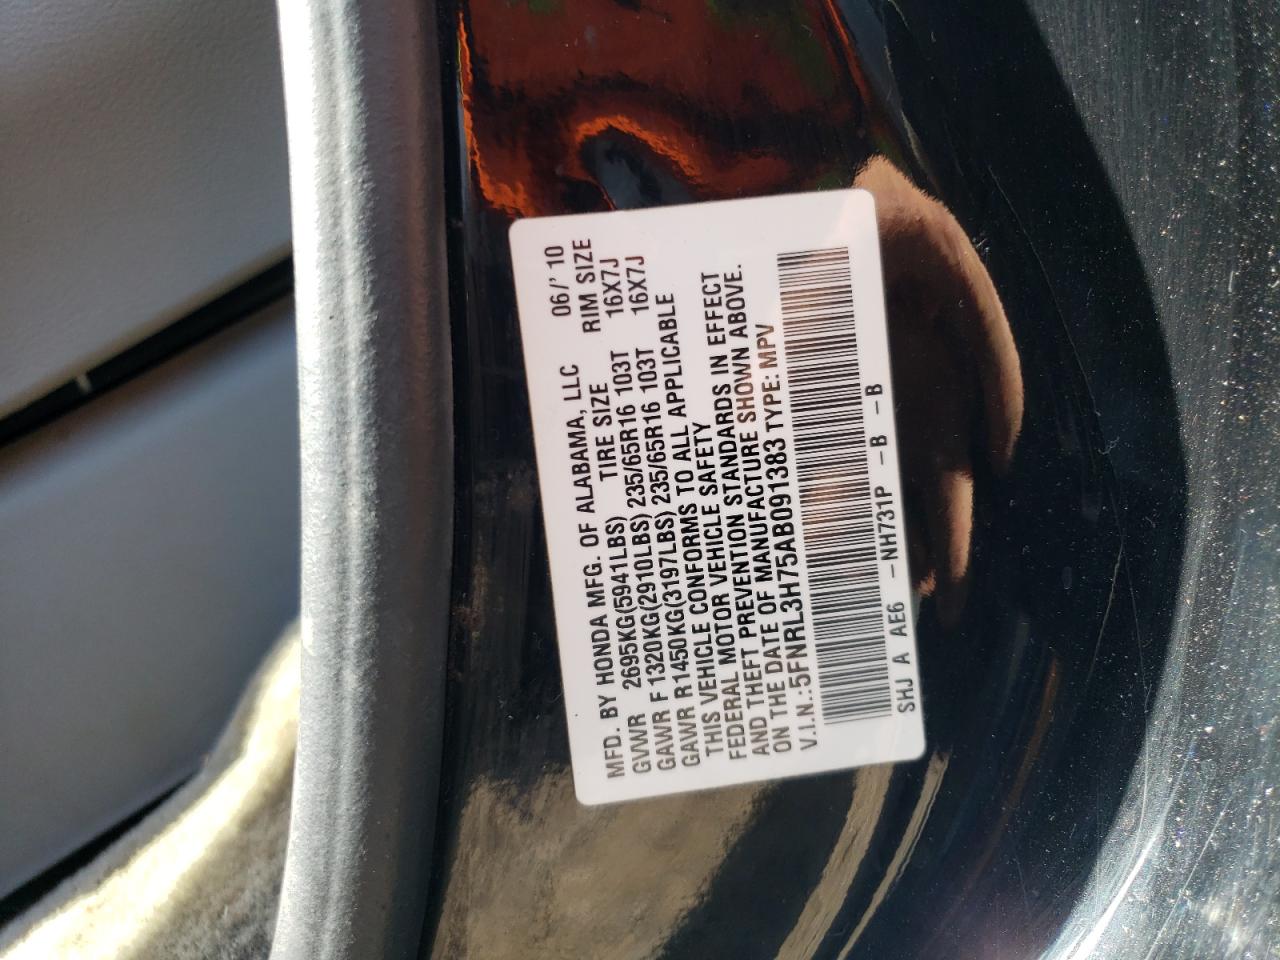 MFD. BY HONDA MFG. OF ALABAMA, LLC 06/' 10
GVWR 2695KG(5941LBS) TIRE SIZE RIM SIZE
GAWR F 1320KG(2910LBS) 235/65R16 103T 16X7J
GAWR R 1450KG(3197LBS) 235/65R16 103T 16X7J
THIS VEHICLE CONFORMS TO ALL APPLICABLE
FEDERAL MOTOR VEHICLE SAFETY
AND THEFT PREVENTION STANDARDS IN EFFECT
ON THE DATE OF MANUFACTURE SHOWN ABOVE.
V.I.N.:5FNRL3H75AB091383 TYPE: MPV
SHJ A AE6 -NH731P -B -B